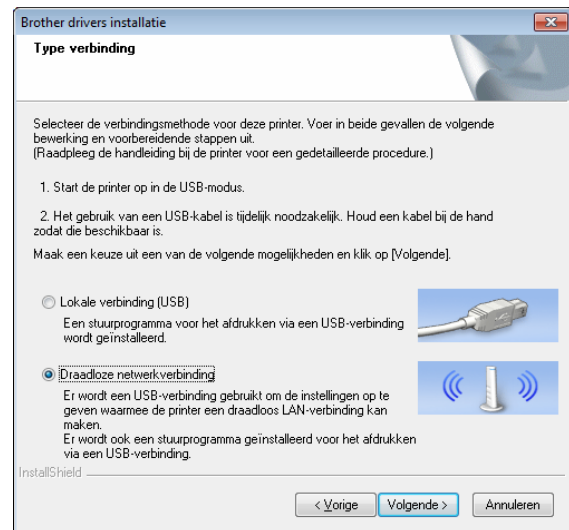 Brother drivers installatie
Type verbinding
Selecteer de verbindingsmethode voor deze printer. Voer in beide gevallen de volgende
bewerking en voorbereidende stappen uit.
(Raadpleeg de handleiding bij de printer voor een gedetailleerde procedure.)
1. Start de printer op in de USB-modus.
2. Het gebruik van een USB-kabel is tijdelijk noodzakelijk. Houd een kabel bij de hand
zodat die beschikbaar is.
Maak een keuze uit een van de volgende mogelijkheden en klik op [Volgende].
Lokale verbinding (USB)
Een stuurprogramma voor het afdrukken via een USB-verbinding
wordt geïnstalleerd.
Draadloze netwerkverbinding
Er wordt een USB-verbinding gebruikt om de instellingen op te
geven waarmee de printer een draadloos LAN-verbinding kan
maken.
Er wordt ook een stuurprogramma geïnstalleerd voor het afdrukken
via een USB-verbinding.
InstallShield
< Vorige Volgende > Annuleren